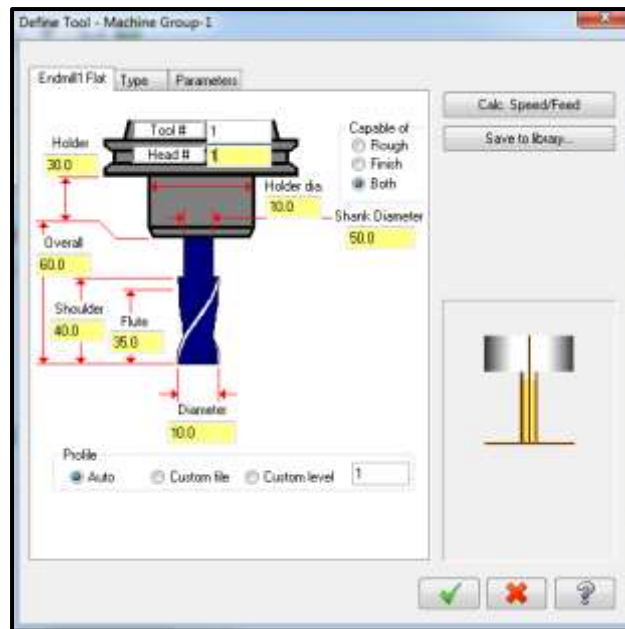 Define Tool - Machine Group-1
Endmill1 Flat Type Parameters
Calc. Speed/Feed
Save to library...
Tool # 1
Head # 1
Capable of
Rough
Finish
Both
Holder
30.0
Holder dia.
10.0
Shank Diameter
50.0
Overall
60.0
Shoulder
40.0
Flute
35.0
Diameter
10.0
Profile
Auto Custom file Custom level 1